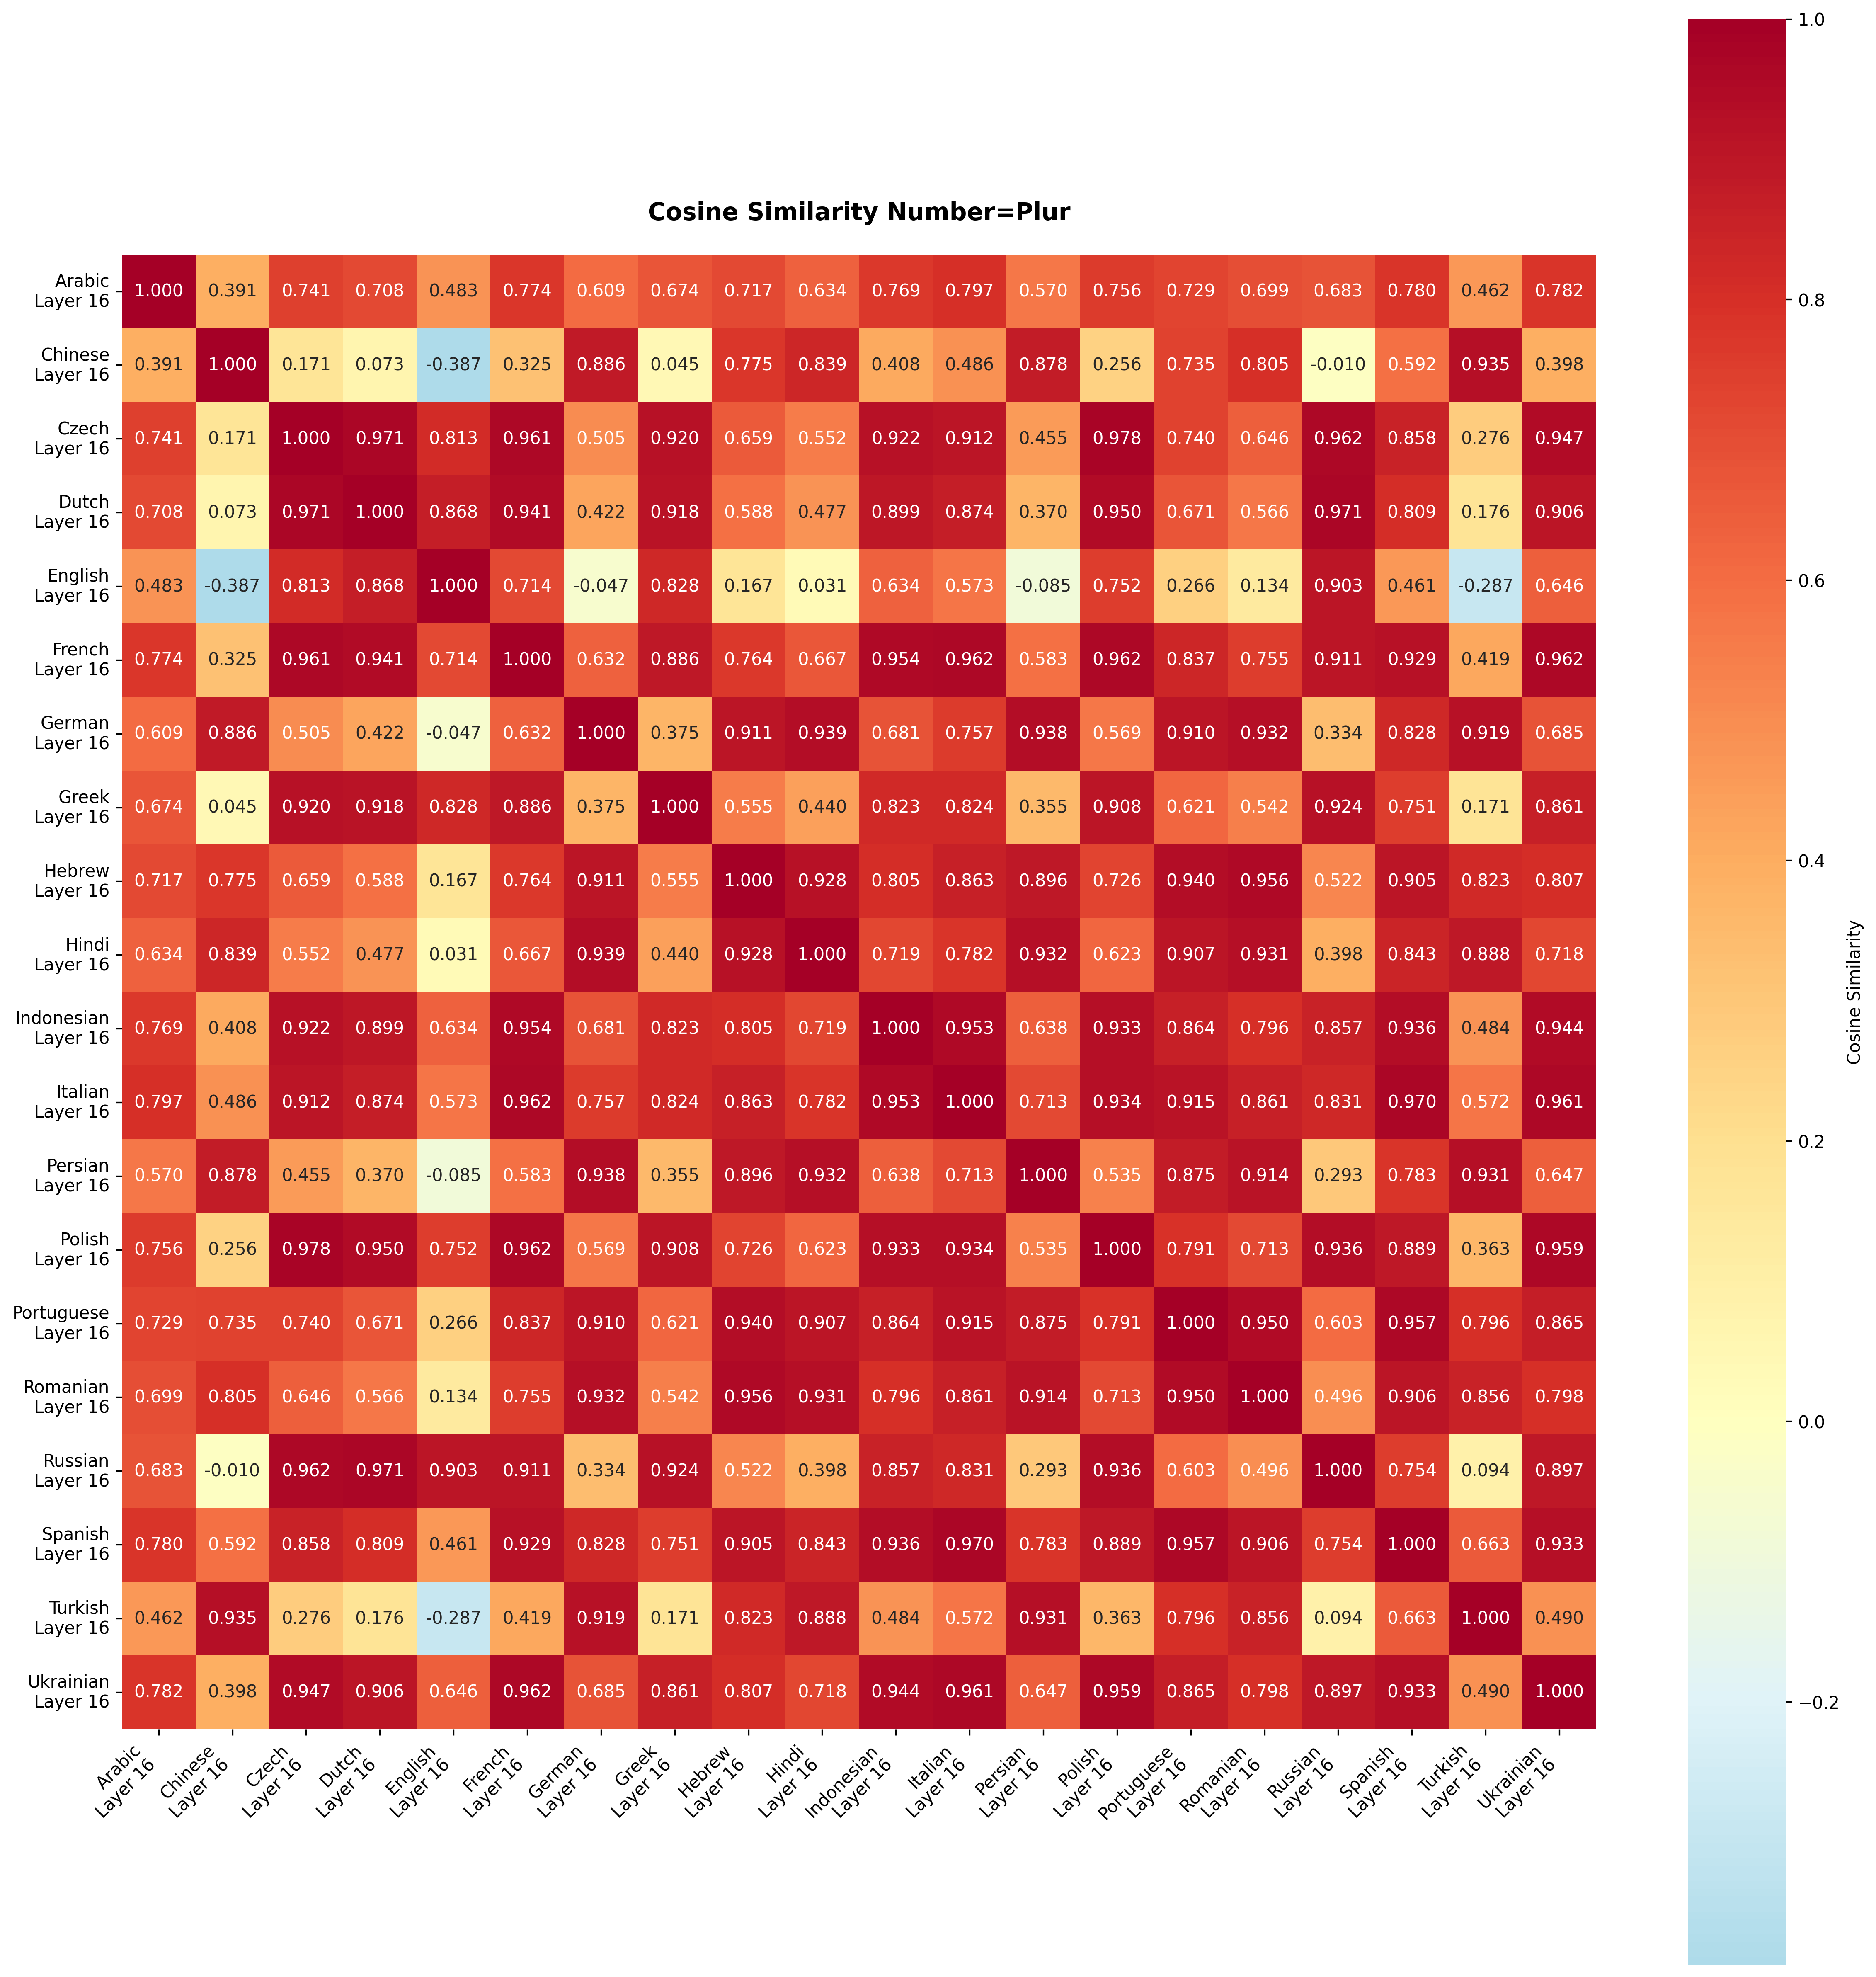 Cosine Similarity Number=Plur
1.0
0.8
0.6
0.4
0.2
0.0
−0.2
Cosine Similarity
Arabic
Layer 16
1.000 0.391 0.741 0.708 0.483 0.774 0.609 0.674 0.717 0.634 0.769 0.797 0.570 0.756 0.729 0.699 0.683 0.780 0.462 0.782
Chinese
Layer 16
0.391 1.000 0.171 0.073 -0.387 0.325 0.886 0.045 0.775 0.839 0.408 0.486 0.878 0.256 0.735 0.805 -0.010 0.592 0.935 0.398
Czech
Layer 16
0.741 0.171 1.000 0.971 0.813 0.961 0.505 0.920 0.659 0.552 0.922 0.912 0.455 0.978 0.740 0.646 0.962 0.858 0.276 0.947
Dutch
Layer 16
0.708 0.073 0.971 1.000 0.868 0.941 0.422 0.918 0.588 0.477 0.899 0.874 0.370 0.950 0.671 0.566 0.971 0.809 0.176 0.906
English
Layer 16
0.483 -0.387 0.813 0.868 1.000 0.714 -0.047 0.828 0.167 0.031 0.634 0.573 -0.085 0.752 0.266 0.134 0.903 0.461 -0.287 0.646
French
Layer 16
0.774 0.325 0.961 0.941 0.714 1.000 0.632 0.886 0.764 0.667 0.954 0.962 0.583 0.962 0.837 0.755 0.911 0.929 0.419 0.962
German
Layer 16
0.609 0.886 0.505 0.422 -0.047 0.632 1.000 0.375 0.911 0.939 0.681 0.757 0.938 0.569 0.910 0.932 0.334 0.828 0.919 0.685
Greek
Layer 16
0.674 0.045 0.920 0.918 0.828 0.886 0.375 1.000 0.555 0.440 0.823 0.824 0.355 0.908 0.621 0.542 0.924 0.751 0.171 0.861
Hebrew
Layer 16
0.717 0.775 0.659 0.588 0.167 0.764 0.911 0.555 1.000 0.928 0.805 0.863 0.896 0.726 0.940 0.956 0.522 0.905 0.823 0.807
Hindi
Layer 16
0.634 0.839 0.552 0.477 0.031 0.667 0.939 0.440 0.928 1.000 0.719 0.782 0.932 0.623 0.907 0.931 0.398 0.843 0.888 0.718
Indonesian
Layer 16
0.769 0.408 0.922 0.899 0.634 0.954 0.681 0.823 0.805 0.719 1.000 0.953 0.638 0.933 0.864 0.796 0.857 0.936 0.484 0.944
Italian
Layer 16
0.797 0.486 0.912 0.874 0.573 0.962 0.757 0.824 0.863 0.782 0.953 1.000 0.713 0.934 0.915 0.861 0.831 0.970 0.572 0.961
Persian
Layer 16
0.570 0.878 0.455 0.370 -0.085 0.583 0.938 0.355 0.896 0.932 0.638 0.713 1.000 0.535 0.875 0.914 0.293 0.783 0.931 0.647
Polish
Layer 16
0.756 0.256 0.978 0.950 0.752 0.962 0.569 0.908 0.726 0.623 0.933 0.934 0.535 1.000 0.791 0.713 0.936 0.889 0.363 0.959
Portuguese
Layer 16
0.729 0.735 0.740 0.671 0.266 0.837 0.910 0.621 0.940 0.907 0.864 0.915 0.875 0.791 1.000 0.950 0.603 0.957 0.796 0.865
Romanian
Layer 16
0.699 0.805 0.646 0.566 0.134 0.755 0.932 0.542 0.956 0.931 0.796 0.861 0.914 0.713 0.950 1.000 0.496 0.906 0.856 0.798
Russian
Layer 16
0.683 -0.010 0.962 0.971 0.903 0.911 0.334 0.924 0.522 0.398 0.857 0.831 0.293 0.936 0.603 0.496 1.000 0.754 0.094 0.897
Spanish
Layer 16
0.780 0.592 0.858 0.809 0.461 0.929 0.828 0.751 0.905 0.843 0.936 0.970 0.783 0.889 0.957 0.906 0.754 1.000 0.663 0.933
Turkish
Layer 16
0.462 0.935 0.276 0.176 -0.287 0.419 0.919 0.171 0.823 0.888 0.484 0.572 0.931 0.363 0.796 0.856 0.094 0.663 1.000 0.490
Ukrainian
Layer 16
0.782 0.398 0.947 0.906 0.646 0.962 0.685 0.861 0.807 0.718 0.944 0.961 0.647 0.959 0.865 0.798 0.897 0.933 0.490 1.000
Arabic
Layer 16
Chinese
Layer 16
Czech
Layer 16
Dutch
Layer 16
English
Layer 16
French
Layer 16
German
Layer 16
Greek
Layer 16
Hebrew
Layer 16
Hindi
Layer 16
Indonesian
Layer 16
Italian
Layer 16
Persian
Layer 16
Polish
Layer 16
Portuguese
Layer 16
Romanian
Layer 16
Russian
Layer 16
Spanish
Layer 16
Turkish
Layer 16
Ukrainian
Layer 16